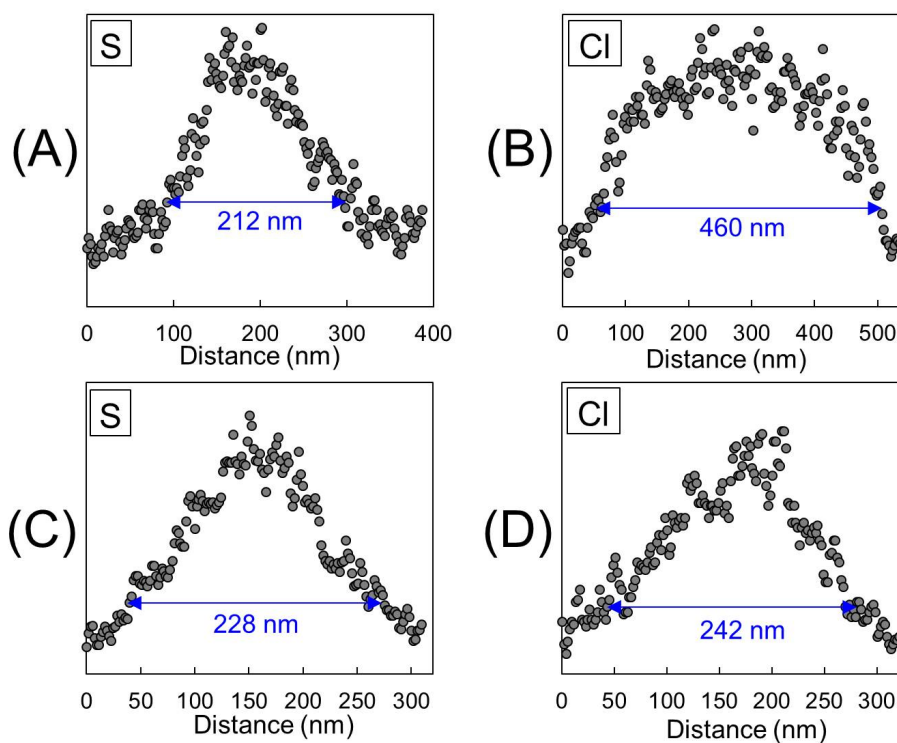 S
Cl
(A)
(B)
212 nm
460 nm
0 100 200 300 400
0 100 200 300 400 500
Distance (nm)
Distance (nm)
S
Cl
(C)
(D)
228 nm
242 nm
0 50 100 150 200 250 300
0 50 100 150 200 250 300
Distance (nm)
Distance (nm)